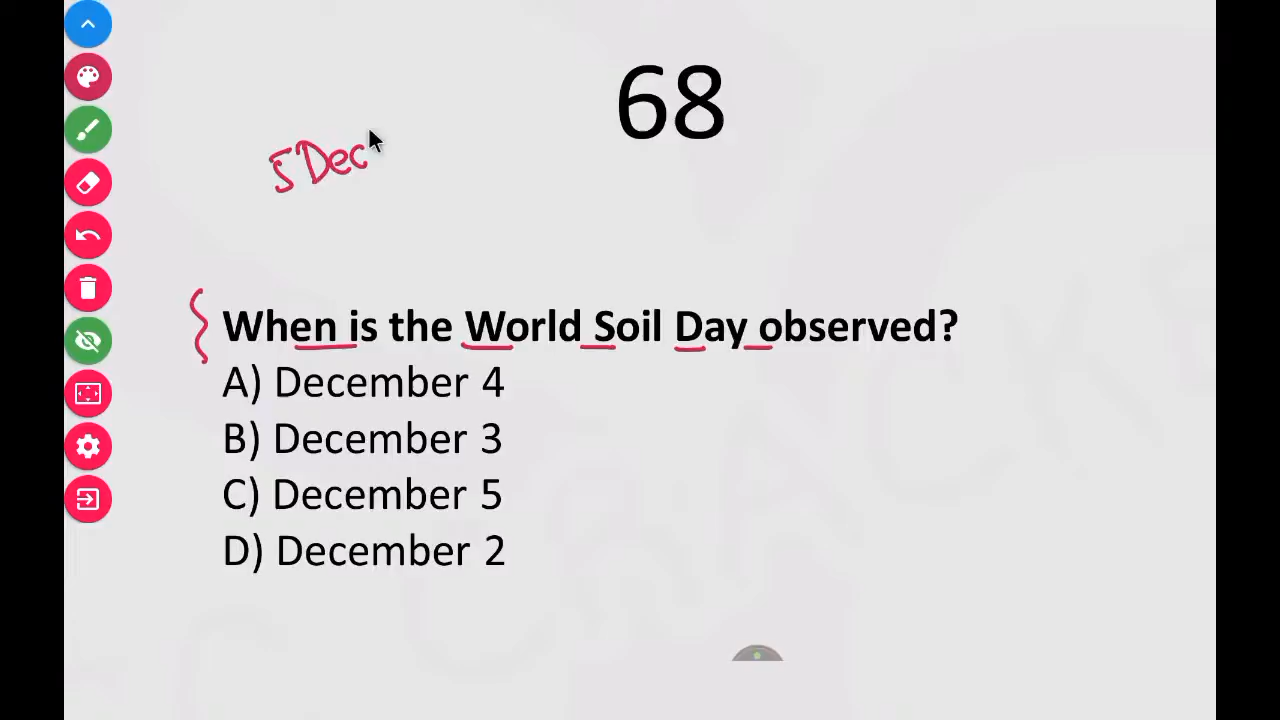 68
5 Dec
When is the World Soil Day observed?
A) December 4
B) December 3
C) December 5
D) December 2